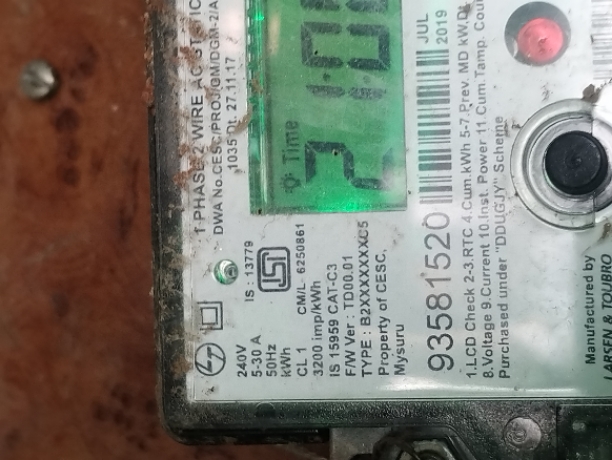 1-PHASE 2 WIRE AC STATIC
DWA No.CESC/PROJ/GM/DGM-2/A
1035 Dt. 27.11.17
Time
21:0
JUL
2019
IS : 13779
CM/L- 6250861
240V
5-30 A
50Hz
kWh
CL 1
3200 imp/kWh
IS 15959 CAT-C3
F/W Ver : TD00.01
TYPE : B2XXXXXXXC5
Property of CESC,
Mysuru
93581520
1.LCD Check 2-3.RTC 4.Cum.kWh 5-7.Prev. MD kW,D
8.Voltage 9.Current 10.Inst. Power 11.Cum.Tamp. Cou
Purchased under "DDUGJY" Scheme
Manufactured by
LARSEN & TOUBRO